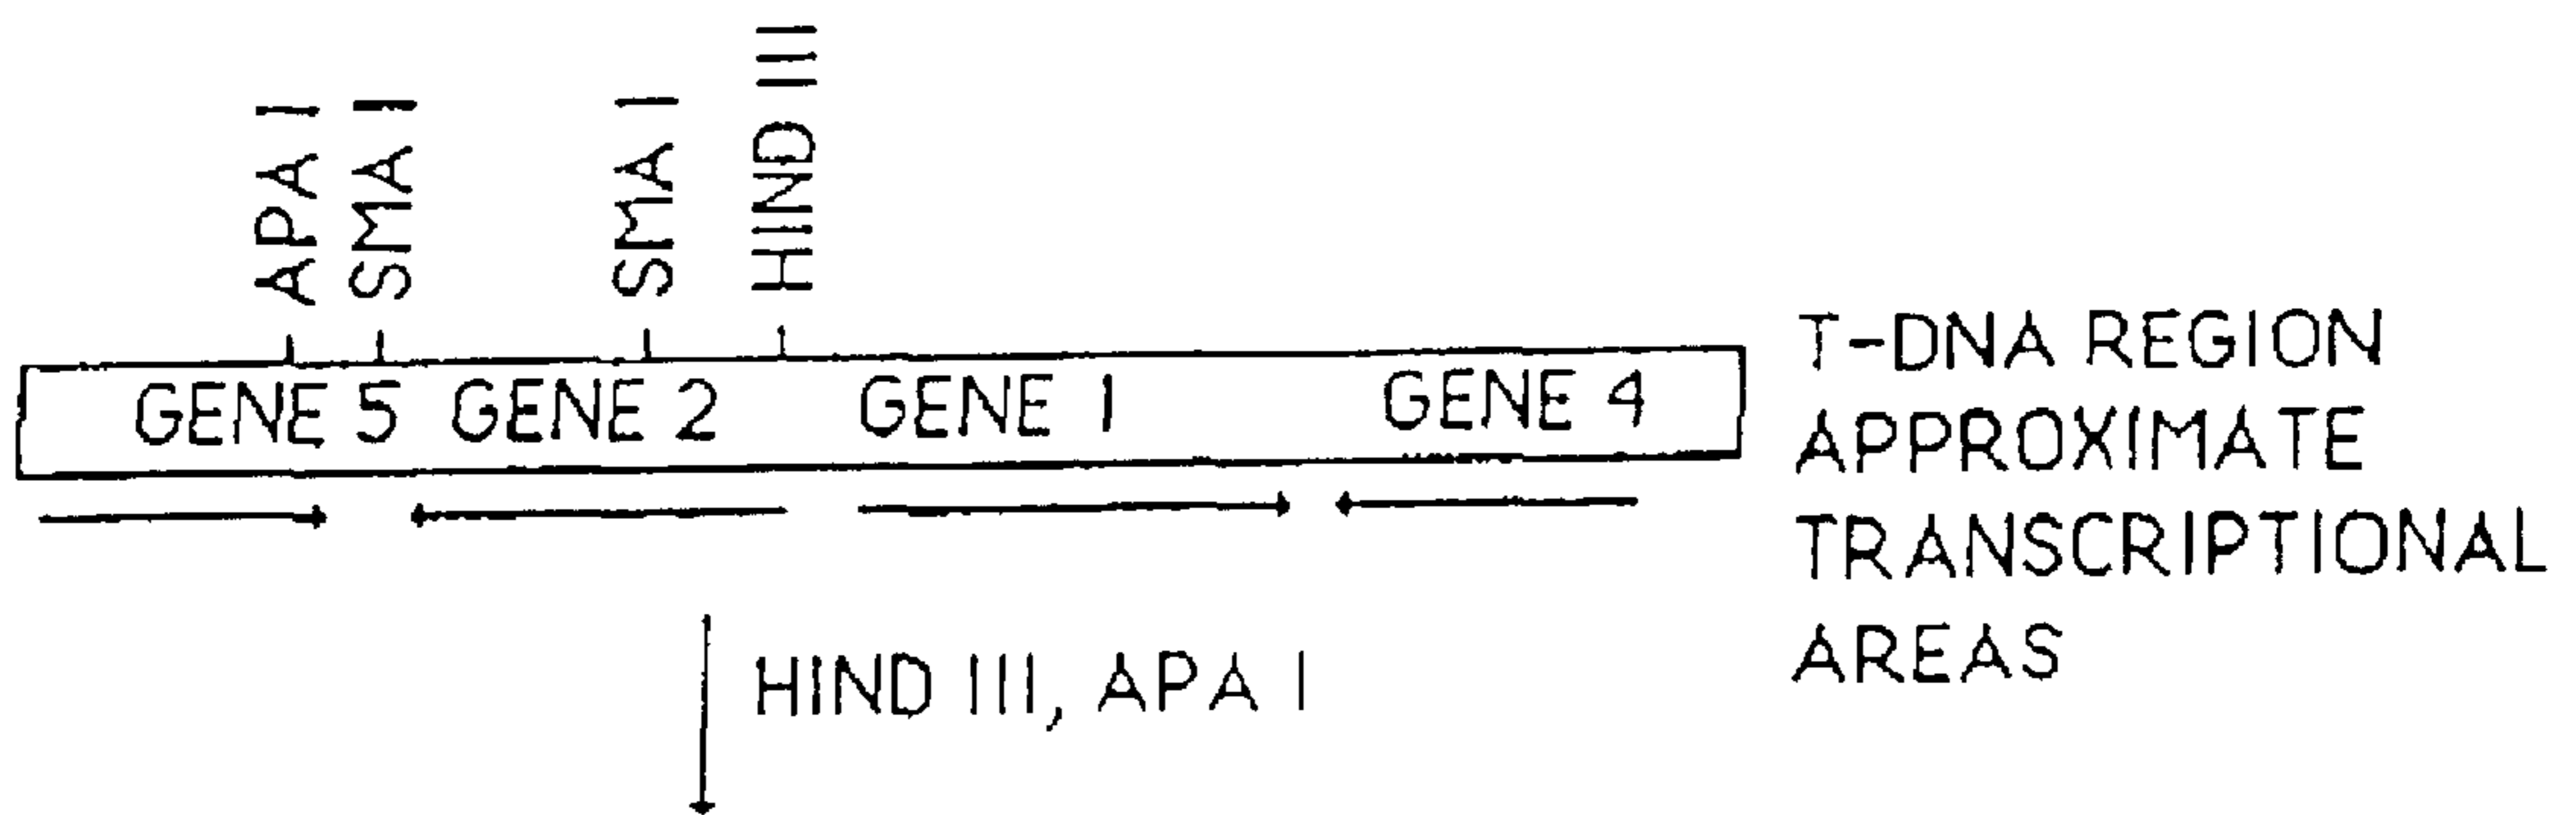 APA I
SMA I
SMA I
HIND III
GENE 5 GENE 2 GENE 1 GENE 4
T-DNA REGION
APPROXIMATE
TRANSCRIPTIONAL
AREAS
HIND III, APA I